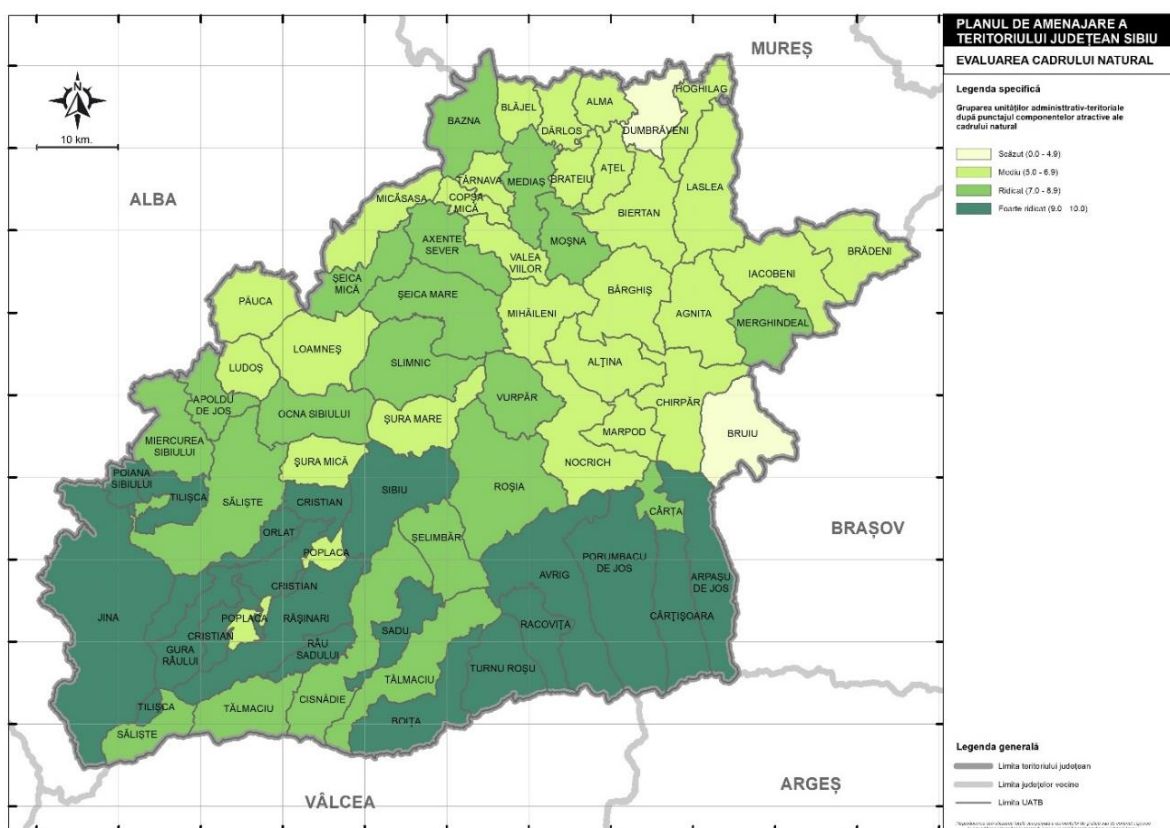 PLANUL DE AMENAJARE A
TERITORIULUI JUDEȚEAN SIBIU
EVALUAREA CADRULUI NATURAL
Legenda specifică
Gruparea unităților administrativ-teritoriale
după punctajul componentelor atractive ale
cadrului natural
Scăzut (0.0 - 4.9)
Mediu (5.0 - 6.9)
Ridicat (7.0 - 8.9)
Foarte ridicat (9.0 10.0)
N
10 km.
MUREȘ
ALBA
BRAȘOV
ARGEȘ
VÂLCEA
HOGHILAG
BLĂJEL
ALMA
BAZNA
DÂRLOS
DUMBRĂVENI
TÂRNAVA
MEDIAȘ
BRATEIU
AȚEL
LASLEA
MICĂSASA
COPȘA
MICĂ
BIERTAN
AXENTE
SEVER
MOȘNA
VALEA
VIILOR
BRĂDENI
IACOBENI
ȘEICA
MICĂ
ȘEICA MARE
BÂRGHIȘ
PĂUCA
MIHĂILENI
AGNITA
MERGHINDEAL
LOAMNEȘ
LUDOȘ
SLIMNIC
ALȚINA
APOLDU
DE JOS
OCNA SIBIULUI
VURPĂR
CHIRPĂR
ȘURA MARE
MARPOD
BRUIU
MIERCUREA
SIBIULUI
ȘURA MICĂ
NOCRICH
POIANA
SIBIULUI
TILIȘCA
SĂLIȘTE
CRISTIAN
SIBIU
ROȘIA
CÂRȚA
ORLAT
ȘELIMBĂR
POPLACA
PORUMBACU
DE JOS
AVRIG
ARPAȘU
DE JOS
CRISTIAN
JINA
POPLACA
RĂȘINARI
CÂRȚIȘOARA
RACOVIȚA
SADU
CRISTIAN
RÂU
SADULUI
GURA
RÂULUI
TURNU ROȘU
TĂLMACIU
CISNĂDIE
TILIȘCA
TĂLMACIU
BOIȚA
SĂLIȘTE
Legenda generală
Limita teritoriului județean
Limita județelor vecine
Limita UATB